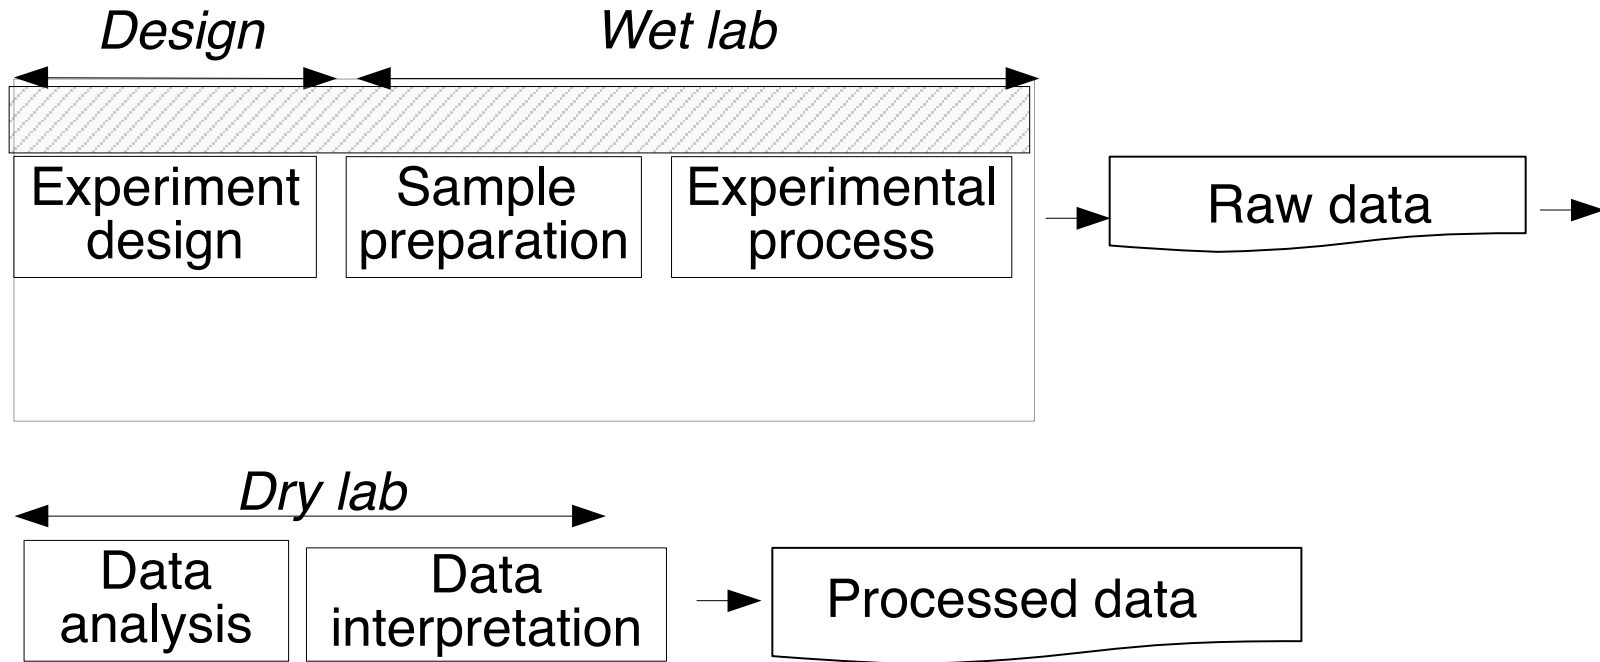 Design
Wet lab
Experiment
design
Sample
preparation
Experimental
process
Raw data
Dry lab
Data
analysis
Data
interpretation
Processed data